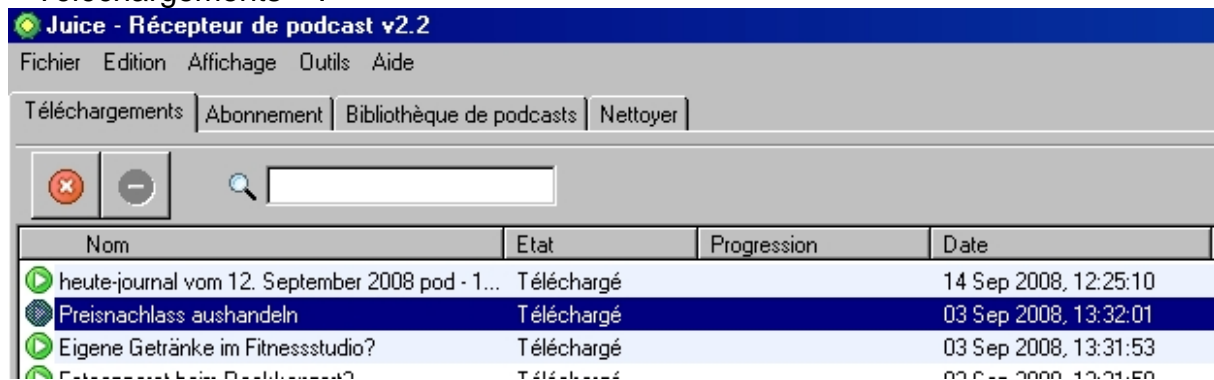 Juice - Récepteur de podcast v2.2
Fichier Edition Affichage Outils Aide
Téléchargements Abonnement Bibliothèque de podcasts Nettoyer
Nom Etat Progression Date
heute-journal vom 12. September 2008 pod - 1... Téléchargé 14 Sep 2008, 12:25:10
Preisnachlass aushandeln Téléchargé 03 Sep 2008, 13:32:01
Eigene Getränke im Fitnessstudio? Téléchargé 03 Sep 2008, 13:31:53